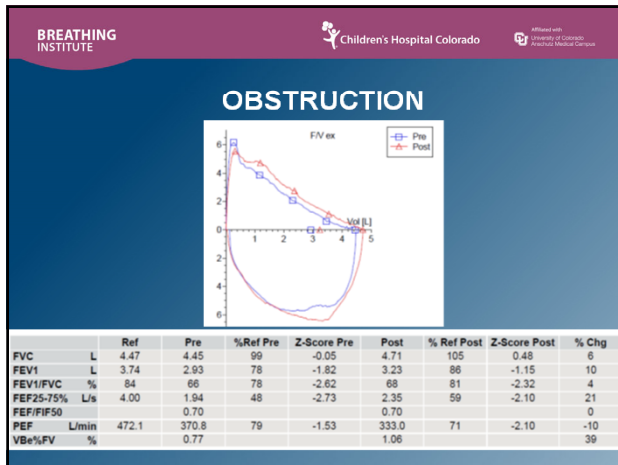 BREATHING
INSTITUTE
Children's Hospital Colorado
Affiliated with
University of Colorado
Anschutz Medical Campus
OBSTRUCTION
F/V ex
Pre
Post
6
4
2
0
2
4
6
Vol [L]
1 2 3 4 5
Ref Pre %Ref Pre Z-Score Pre Post % Ref Post Z-Score Post % Chg
FVC L 4.47 4.45 99 -0.05 4.71 105 0.48 6
FEV1 L 3.74 2.93 78 -1.82 3.23 86 -1.15 10
FEV1/FVC % 84 66 78 -2.62 68 81 -2.32 4
FEF25-75% L/s 4.00 1.94 48 -2.73 2.35 59 -2.10 21
FEF/FIF50 0.70 0.70 0
PEF L/min 472.1 370.8 79 -1.53 333.0 71 -2.10 -10
VBe%FV % 0.77 1.06 39